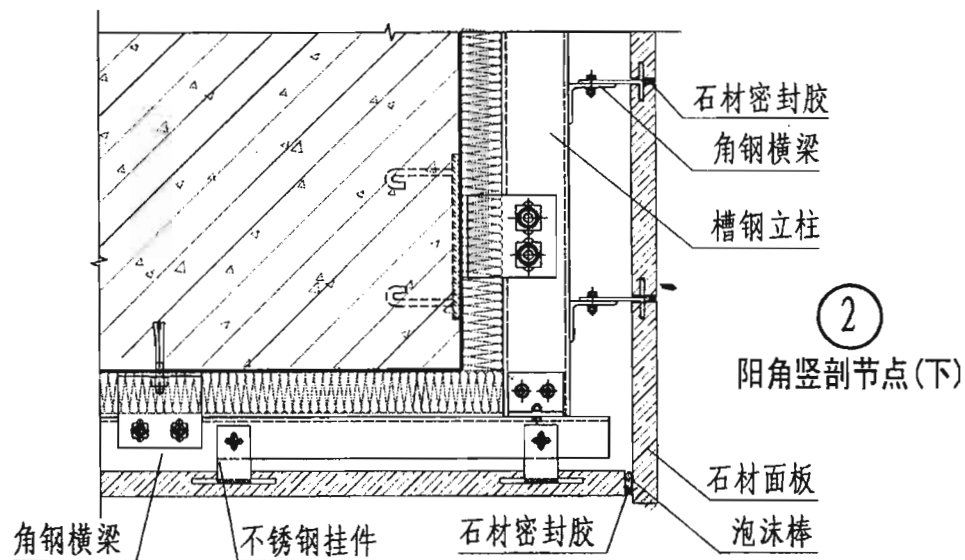 石材密封胶
角钢横梁
槽钢立柱
2
阳角竖剖节点(下)
石材面板
角钢横梁 不锈钢挂件 石材密封胶 泡沫棒